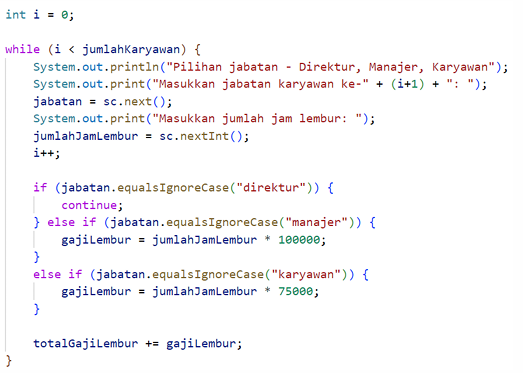 int i = 0;
while (i < jumlahKaryawan) {
System.out.println("Pilihan jabatan - Direktur, Manajer, Karyawan");
System.out.print("Masukkan jabatan karyawan ke-" + (i+1) + ": ");
jabatan = sc.next();
System.out.print("Masukkan jumlah jam lembur: ");
jumlahJamLembur = sc.nextInt();
i++;
if (jabatan.equalsIgnoreCase("direktur")) {
continue;
} else if (jabatan.equalsIgnoreCase("manajer")) {
gajiLembur = jumlahJamLembur * 100000;
}
else if (jabatan.equalsIgnoreCase("karyawan")) {
gajiLembur = jumlahJamLembur * 75000;
}
totalGajiLembur += gajiLembur;
}